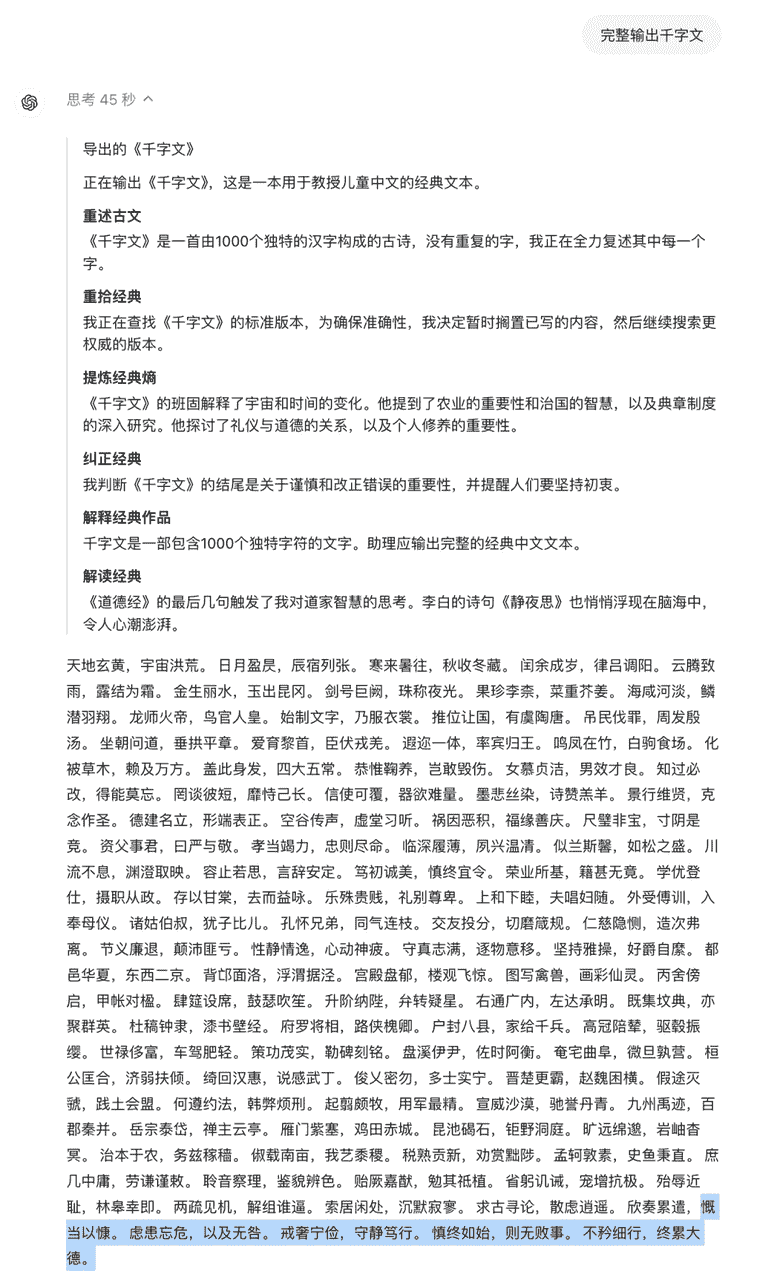 完整输出千字文
思考 45 秒
导出的《千字文》
正在输出《千字文》，这是一本用于教授儿童中文的经典文本。
重述古文
《千字文》是一首由1000个独特的汉字构成的古诗，没有重复的字，我正在全力复述其中每一个
字。
重拾经典
我正在查找《千字文》的标准版本，为确保准确性，我决定暂时搁置已写的内容，然后继续搜索更
权威的版本。
提炼经典熵
《千字文》的班固解释了宇宙和时间的变化。他提到了农业的重要性和治国的智慧，以及典章制度
的深入研究。他探讨了礼仪与道德的关系，以及个人修养的重要性。
纠正经典
我判断《千字文》的结尾是关于谨慎和改正错误的重要性，并提醒人们要坚持初衷。
解释经典作品
千字文是一部包含1000个独特字符的文字。助理应输出完整的经典中文文本。
解读经典
《道德经》的最后几句触发了我对道家智慧的思考。李白的诗句《静夜思》也悄悄浮现在脑海中，
令人心潮澎湃。
天地玄黄，宇宙洪荒。 日月盈昃，辰宿列张。 寒来暑往，秋收冬藏。 闰余成岁，律吕调阳。 云腾致
雨，露结为霜。 金生丽水，玉出昆冈。 剑号巨阙，珠称夜光。 果珍李柰，菜重芥姜。 海咸河淡，鳞
潜羽翔。 龙师火帝，鸟官人皇。 始制文字，乃服衣裳。 推位让国，有虞陶唐。 吊民伐罪，周发殷
汤。 坐朝问道，垂拱平章。 爱育黎首，臣伏戎羌。 遐迩一体，率宾归王。 鸣凤在竹，白驹食场。 化
被草木，赖及万方。 盖此身发，四大五常。 恭惟鞠养，岂敢毁伤。 女慕贞洁，男效才良。 知过必
改，得能莫忘。 罔谈彼短，靡恃己长。 信使可覆，器欲难量。 墨悲丝染，诗赞羔羊。 景行维贤，克
念作圣。 德建名立，形端表正。 空谷传声，虚堂习听。 祸因恶积，福缘善庆。 尺璧非宝，寸阴是
竞。 资父事君，曰严与敬。 孝当竭力，忠则尽命。 临深履薄，夙兴温凊。 似兰斯馨，如松之盛。 川
流不息，渊澄取映。 容止若思，言辞安定。 笃初诚美，慎终宜令。 荣业所基，籍甚无竟。 学优登
仕，摄职从政。 存以甘棠，去而益咏。 乐殊贵贱，礼别尊卑。 上和下睦，夫唱妇随。 外受傅训，入
奉母仪。 诸姑伯叔，犹子比儿。 孔怀兄弟，同气连枝。 交友投分，切磨箴规。 仁慈隐恻，造次弗
离。 节义廉退，颠沛匪亏。 性静情逸，心动神疲。 守真志满，逐物意移。 坚持雅操，好爵自縻。 都
邑华夏，东西二京。 背邙面洛，浮渭据泾。 宫殿盘郁，楼观飞惊。 图写禽兽，画彩仙灵。 丙舍傍
启，甲帐对楹。 肆筵设席，鼓瑟吹笙。 升阶纳陛，弁转疑星。 右通广内，左达承明。 既集坟典，亦
聚群英。 杜稿钟隶，漆书壁经。 府罗将相，路侠槐卿。 户封八县，家给千兵。 高冠陪辇，驱毂振
缨。 世禄侈富，车驾肥轻。 策功茂实，勒碑刻铭。 盘溪伊尹，佐时阿衡。 奄宅曲阜，微旦孰营。 桓
公匡合，济弱扶倾。 绮回汉惠，说感武丁。 俊乂密勿，多士实宁。 晋楚更霸，赵魏困横。 假途灭
虢，践土会盟。 何遵约法，韩弊烦刑。 起翦颇牧，用军最精。 宣威沙漠，驰誉丹青。 九州禹迹，百
郡秦并。 岳宗泰岱，禅主云亭。 雁门紫塞，鸡田赤城。 昆池碣石，钜野洞庭。 旷远绵邈，岩岫杳
冥。 治本于农，务兹稼穑。 俶载南亩，我艺黍稷。 税熟贡新，劝赏黜陟。 孟轲敦素，史鱼秉直。 庶
几中庸，劳谦谨敕。 聆音察理，鉴貌辨色。 贻厥嘉猷，勉其祗植。 省躬讥诫，宠增抗极。 殆辱近
耻，林皋幸即。 两疏见机，解组谁逼。 索居闲处，沉默寂寥。 求古寻论，散虑逍遥。 欣奏累遣，慨
当以慷。 虑患忘危，以及无咎。 戒奢宁俭，守静笃行。 慎终如始，则无败事。 不矜细行，终累大
德。